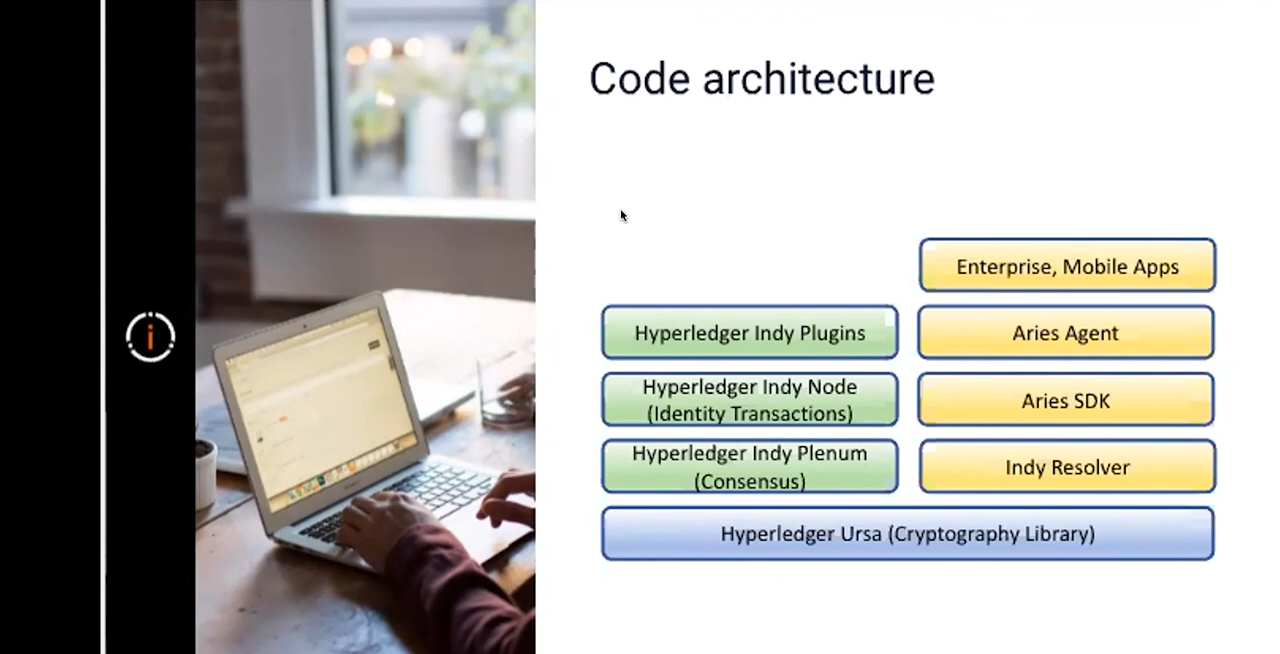 Code architecture
Enterprise, Mobile Apps
Hyperledger Indy Plugins
Aries Agent
Hyperledger Indy Node
(Identity Transactions)
Aries SDK
Hyperledger Indy Plenum
(Consensus)
Indy Resolver
Hyperledger Ursa (Cryptography Library)
i